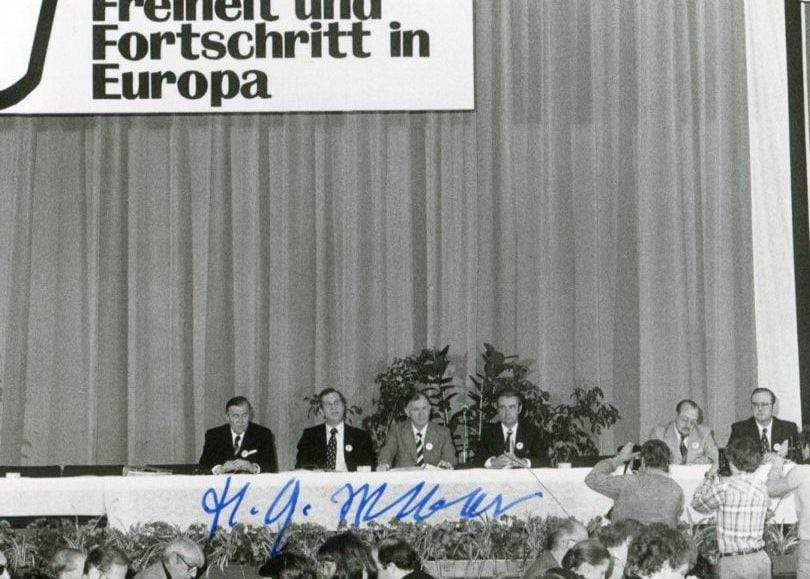 Freiheit und
Fortschritt in
Europa
H. G.